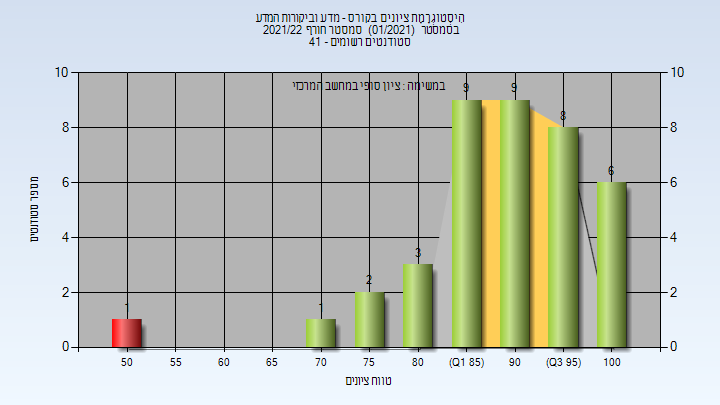 היסטוגרמת ציונים בקורס - מדע וביקורות המדע
בסמסטר (01/2021) סמסטר חורף 2021/22
סטודנטים רשומים - 41
במשימה : ציון סופי במחשב המרכזי
מספר סטודנטים
10 10
8 8
6 6
4 4
2 2
0 0
1 1 2 3 9 9 8 6
50 55 60 65 70 75 80 (Q1 85) 90 (Q3 95) 100
טווח ציונים